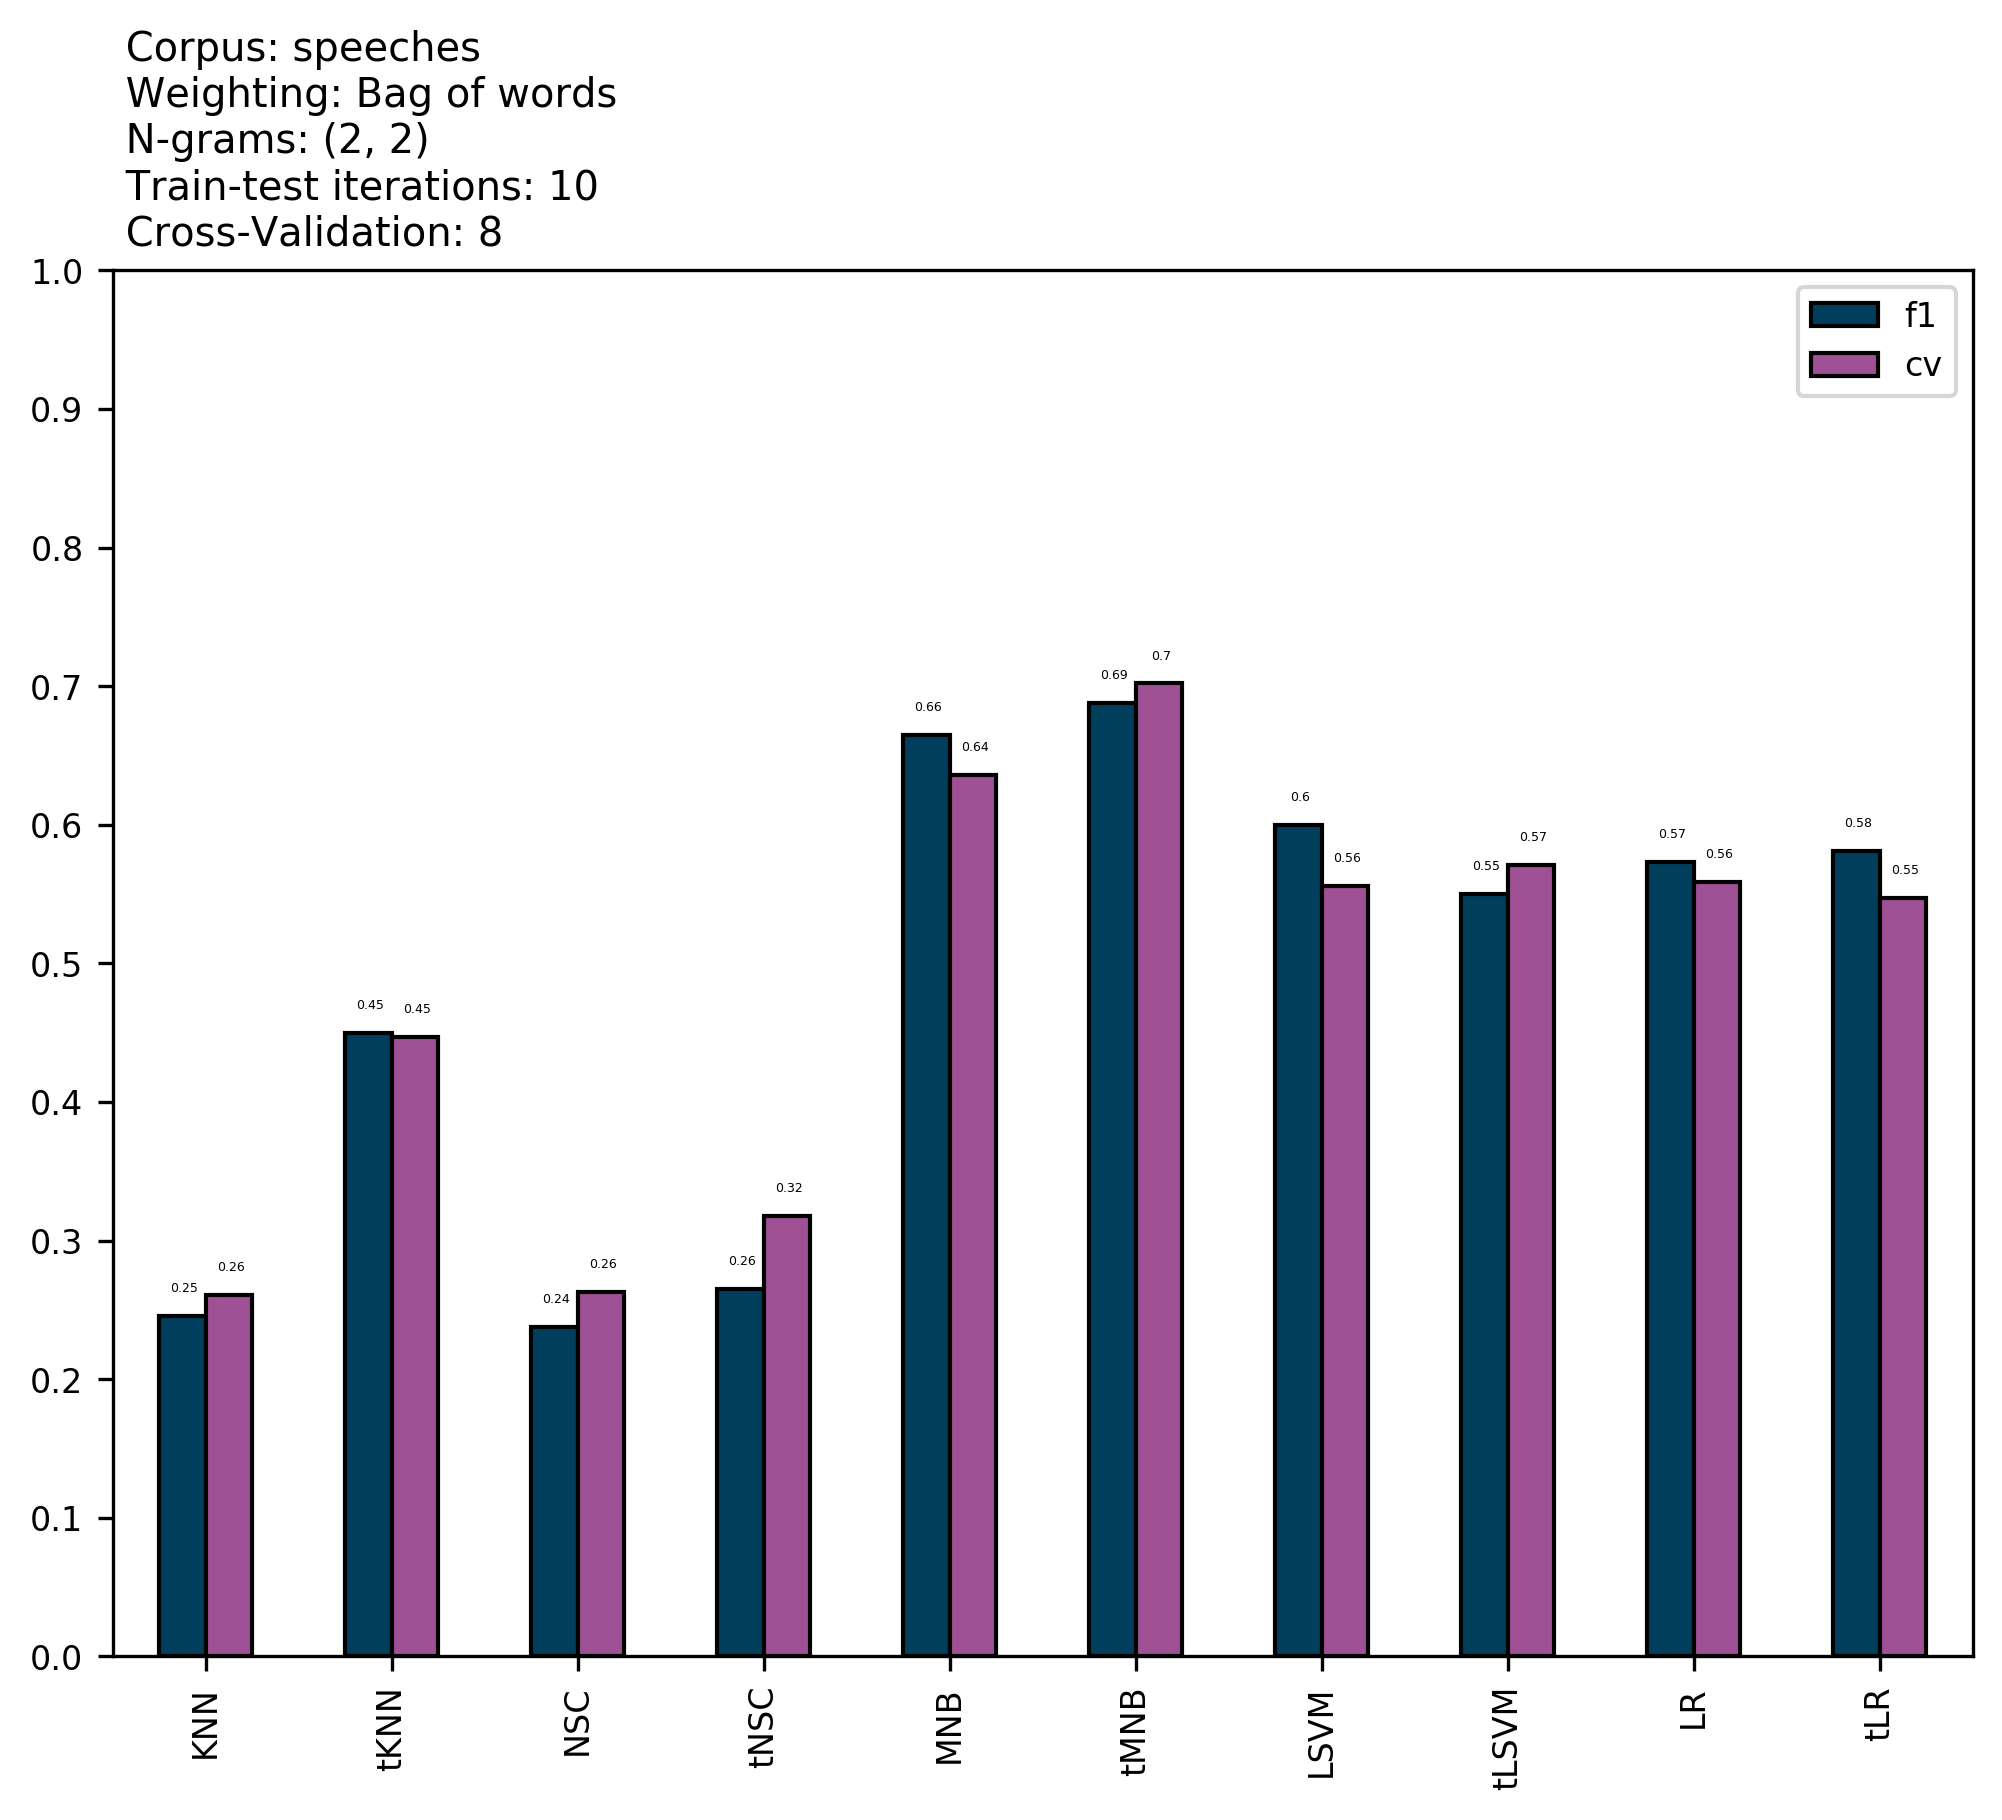 Corpus: speeches
Weighting: Bag of words
N-grams: (2, 2)
Train-test iterations: 10
Cross-Validation: 8
1.0
0.9
0.8
0.7
0.6
0.5
0.4
0.3
0.2
0.1
0.0
f1
cv
0.25
0.26
0.45
0.45
0.24
0.26
0.26
0.32
0.66
0.64
0.69
0.7
0.6
0.56
0.55
0.57
0.57
0.56
0.58
0.55
KNN
tKNN
NSC
tNSC
MNB
tMNB
LSVM
tLSVM
LR
tLR